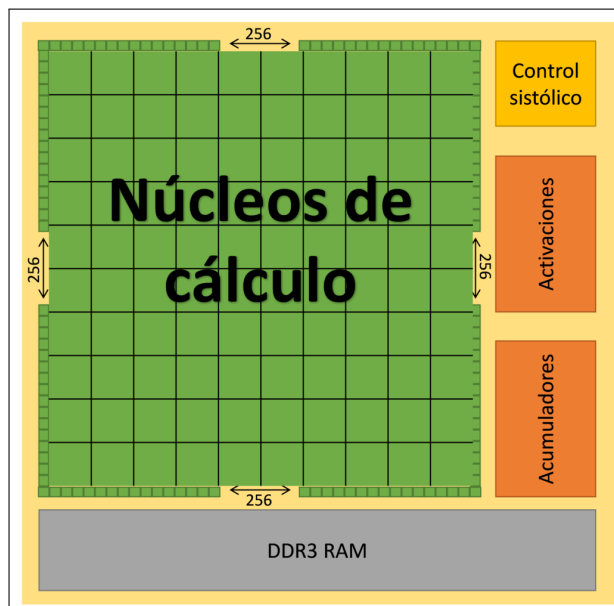 256
Control
sistólico
Núcleos de
cálculo
Activaciones
256
256
Acumuladores
256
DDR3 RAM